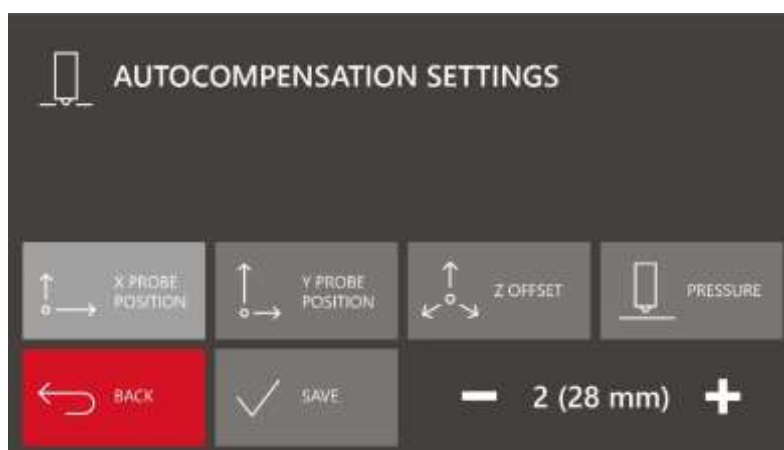 AUTOCOMPENSATION SETTINGS
X PROBE
POSITION
Y PROBE
POSITION
Z OFFSET
PRESSURE
BACK
SAVE
2 (28 mm)